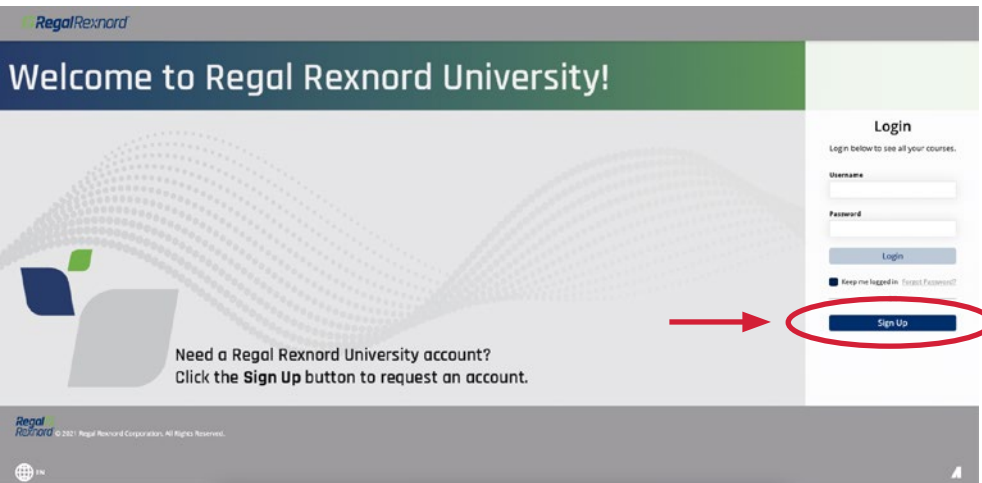 RegalRexnord
Welcome to Regal Rexnord University!
Login
Login below to see all your courses.
Username
Password
Login
Keep me logged in Forgot Password?
Sign Up
Need a Regal Rexnord University account?
Click the Sign Up button to request an account.
Regal
Rexnord © 2021 Regal Rexnord Corporation, All Rights Reserved.
EN